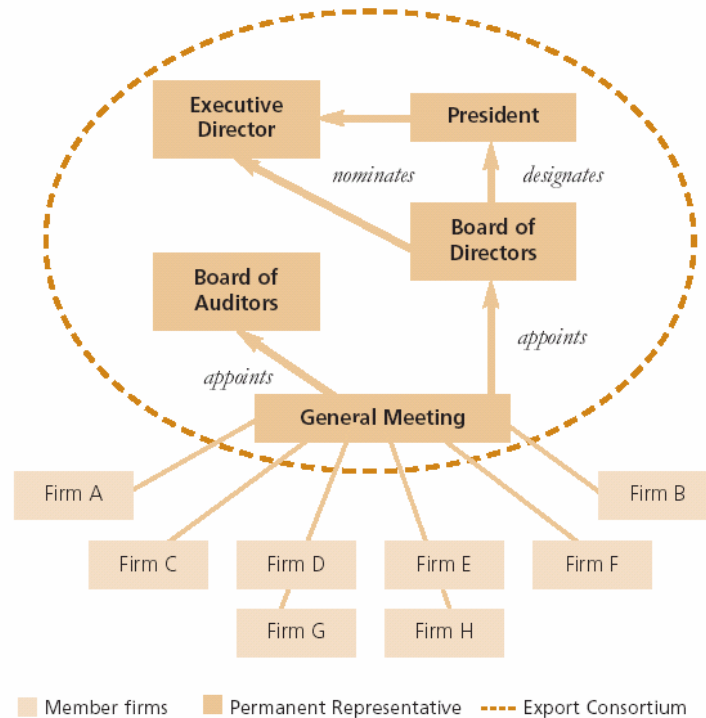 Executive
Director
President
nominates
designates
Board of
Directors
Board of
Auditors
appoints
appoints
General Meeting
Firm A
Firm B
Firm C
Firm D
Firm E
Firm F
Firm G
Firm H
Member firms
Permanent Representative
Export Consortium